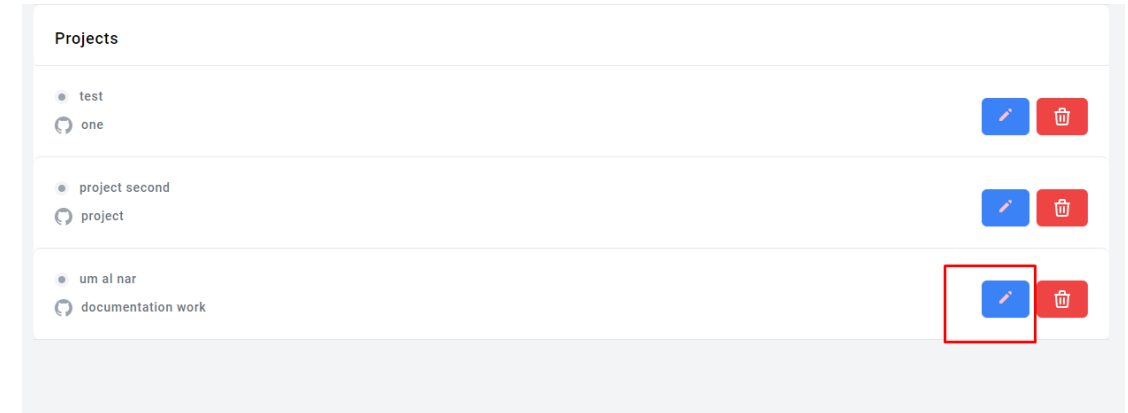 Projects
test
one
project second
project
um al nar
documentation work